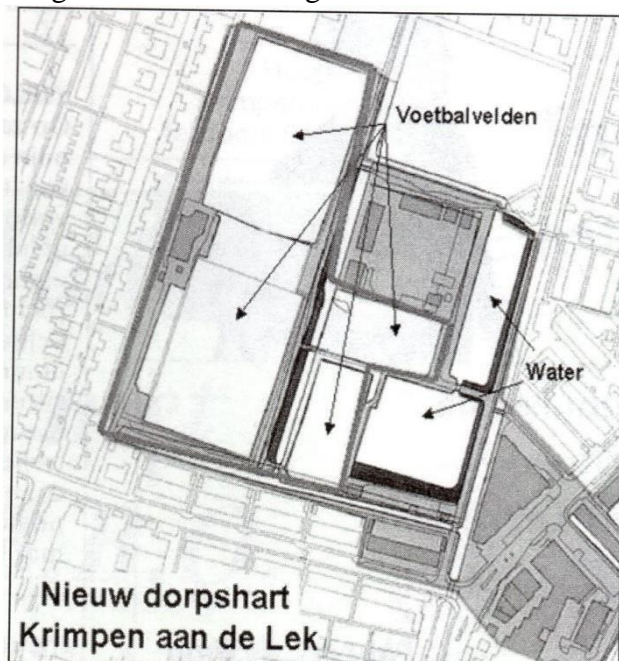 Voetbalvelden
Water
Nieuw dorpshart
Krimpen aan de Lek